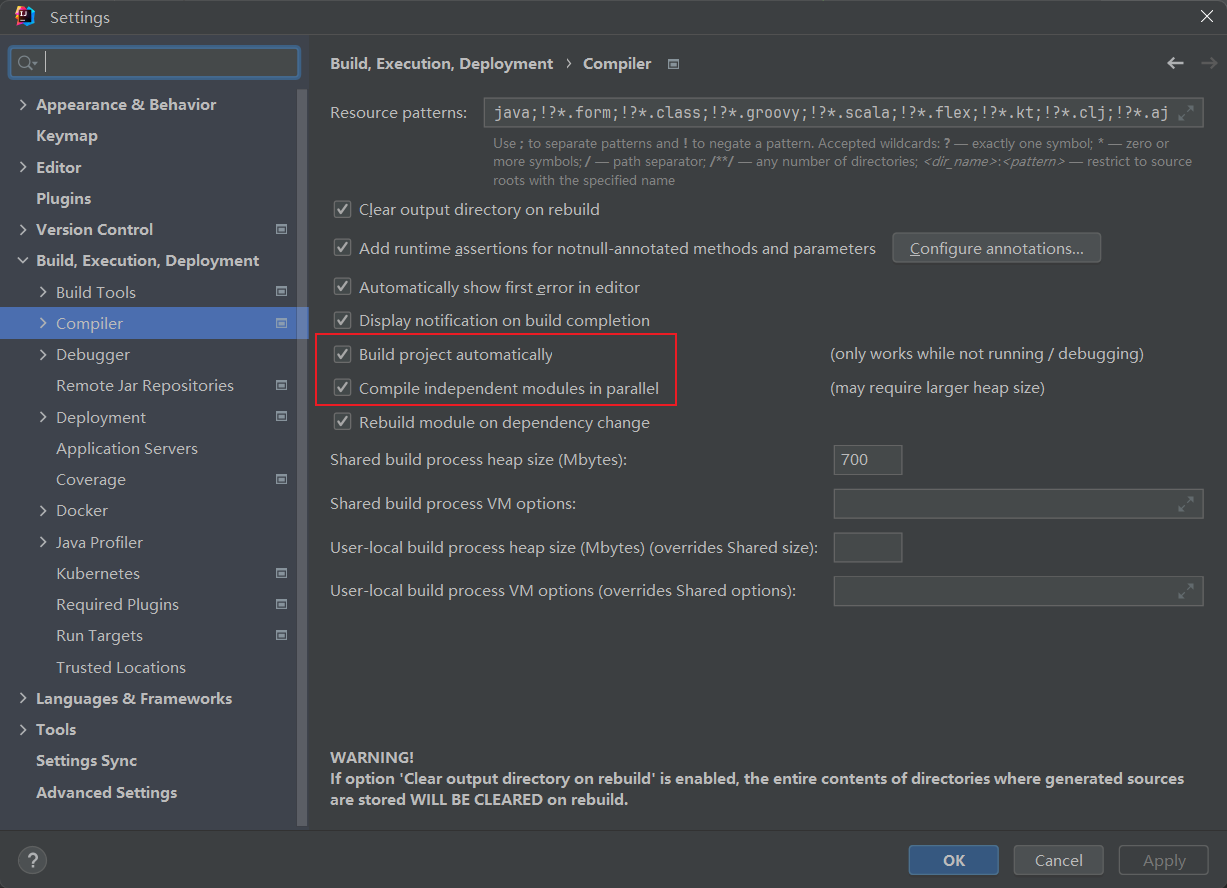 Settings
Appearance & Behavior
Keymap
Editor
Plugins
Version Control
Build, Execution, Deployment
Build Tools
Compiler
Debugger
Remote Jar Repositories
Deployment
Application Servers
Coverage
Docker
Java Profiler
Kubernetes
Required Plugins
Run Targets
Trusted Locations
Languages & Frameworks
Tools
Settings Sync
Advanced Settings
Build, Execution, Deployment › Compiler
Resource patterns: java;!?*.form;!?*.class;!?*.groovy;!?*.scala;!?*.flex;!?*.kt;!?*.clj;!?*.aj
Use ; to separate patterns and ! to negate a pattern. Accepted wildcards: ? — exactly one symbol; * — zero or
more symbols; / — path separator; /**/ — any number of directories; <dir_name>:<pattern> — restrict to source
roots with the specified name
Clear output directory on rebuild
Add runtime assertions for notnull-annotated methods and parameters Configure annotations...
Automatically show first error in editor
Display notification on build completion
Build project automatically (only works while not running / debugging)
Compile independent modules in parallel (may require larger heap size)
Rebuild module on dependency change
Shared build process heap size (Mbytes): 700
Shared build process VM options:
User-local build process heap size (Mbytes) (overrides Shared size):
User-local build process VM options (overrides Shared options):
WARNING!
If option 'Clear output directory on rebuild' is enabled, the entire contents of directories where generated sources
are stored WILL BE CLEARED on rebuild.
? OK Cancel Apply